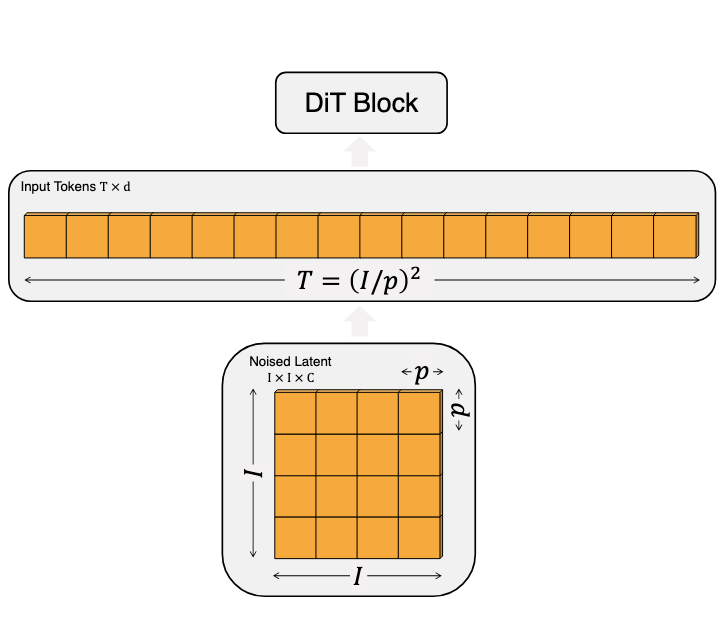 DiT Block
Input Tokens T × d
T = (I/p)²
Noised Latent
I × I × C
p
p
I
I